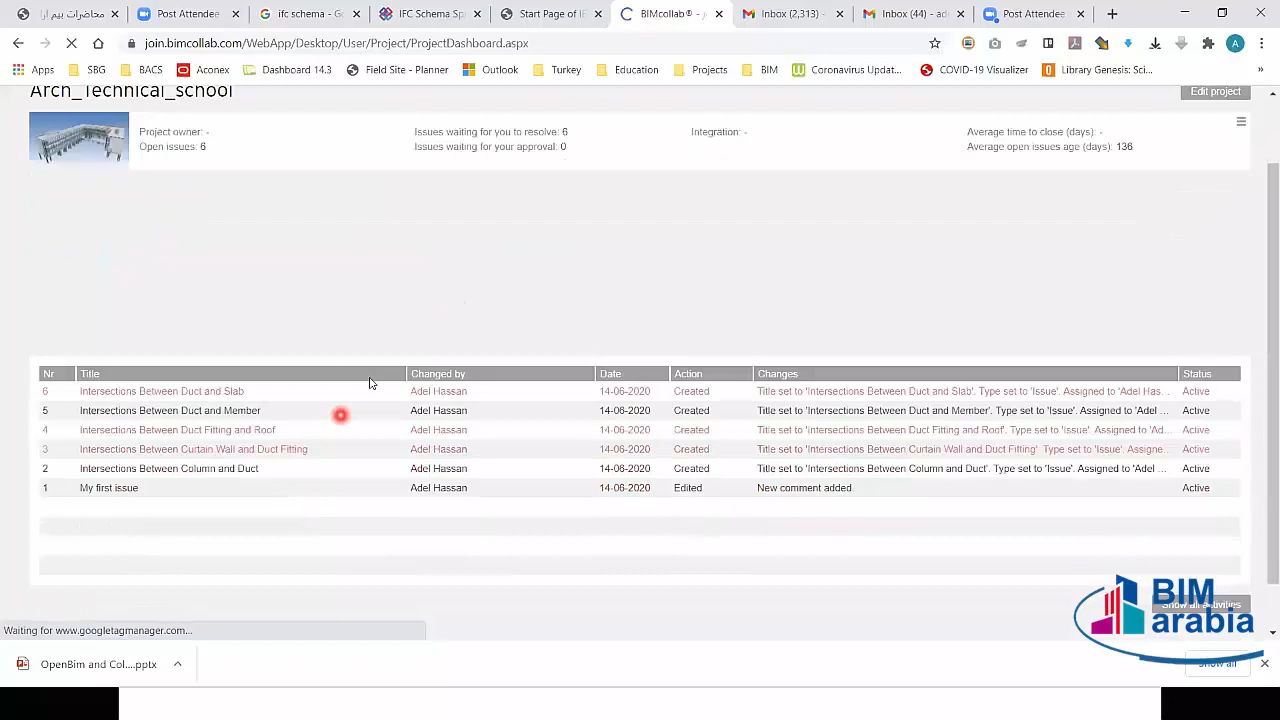 محاضرات بيم ارا
Post Attendee
ifc schema - Go
IFC Schema Sp
Start Page of IF
BIMcollab® - j
Inbox (2,313) -
Inbox (44) - ad
Post Attendee
join.bimcollab.com/WebApp/Desktop/User/Project/ProjectDashboard.aspx
A
Apps SBG BACS Aconex Dashboard 14.3 Field Site - Planner Outlook Turkey Education Projects BIM Coronavirus Updat... COVID-19 Visualizer Library Genesis: Sci... »
Arch_Technical_school
Edit project
Project owner: - Issues waiting for you to resolve: 6 Integration: - Average time to close (days): -
Open issues: 6 Issues waiting for your approval: 0 Average open issues age (days): 136
Nr Title Changed by Date Action Changes Status
6 Intersections Between Duct and Slab Adel Hassan 14-06-2020 Created Title set to 'Intersections Between Duct and Slab'. Type set to 'Issue'. Assigned to 'Adel Has... Active
5 Intersections Between Duct and Member Adel Hassan 14-06-2020 Created Title set to 'Intersections Between Duct and Member'. Type set to 'Issue'. Assigned to 'Adel ... Active
4 Intersections Between Duct Fitting and Roof Adel Hassan 14-06-2020 Created Title set to 'Intersections Between Duct Fitting and Roof'. Type set to 'Issue'. Assigned to 'Ad... Active
3 Intersections Between Curtain Wall and Duct Fitting Adel Hassan 14-06-2020 Created Title set to 'Intersections Between Curtain Wall and Duct Fitting' Type set to 'Issue'. Assigne... Active
2 Intersections Between Column and Duct Adel Hassan 14-06-2020 Created Title set to 'Intersections Between Column and Duct'. Type set to 'Issue'. Assigned to 'Adel ... Active
1 My first issue Adel Hassan 14-06-2020 Edited New comment added. Active
Show all activities
BIM
arabia
Waiting for www.googletagmanager.com...
OpenBim and Col....pptx
Show all